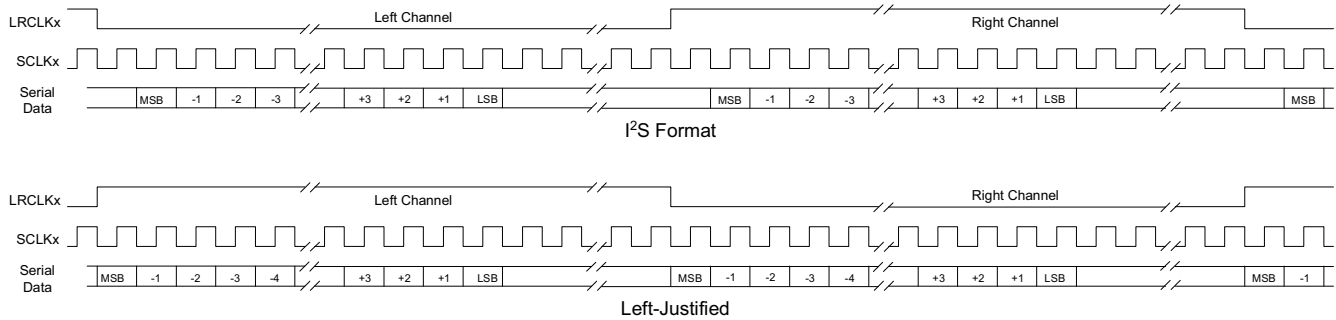 LRCLKx Left Channel Right Channel
SCLKx
Serial Data MSB -1 -2 -3 +3 +2 +1 LSB MSB -1 -2 -3 +3 +2 +1 LSB MSB
I²S Format
LRCLKx Left Channel Right Channel
SCLKx
Serial Data MSB -1 -2 -3 -4 +3 +2 +1 LSB MSB -1 -2 -3 -4 +3 +2 +1 LSB MSB -1
Left-Justified